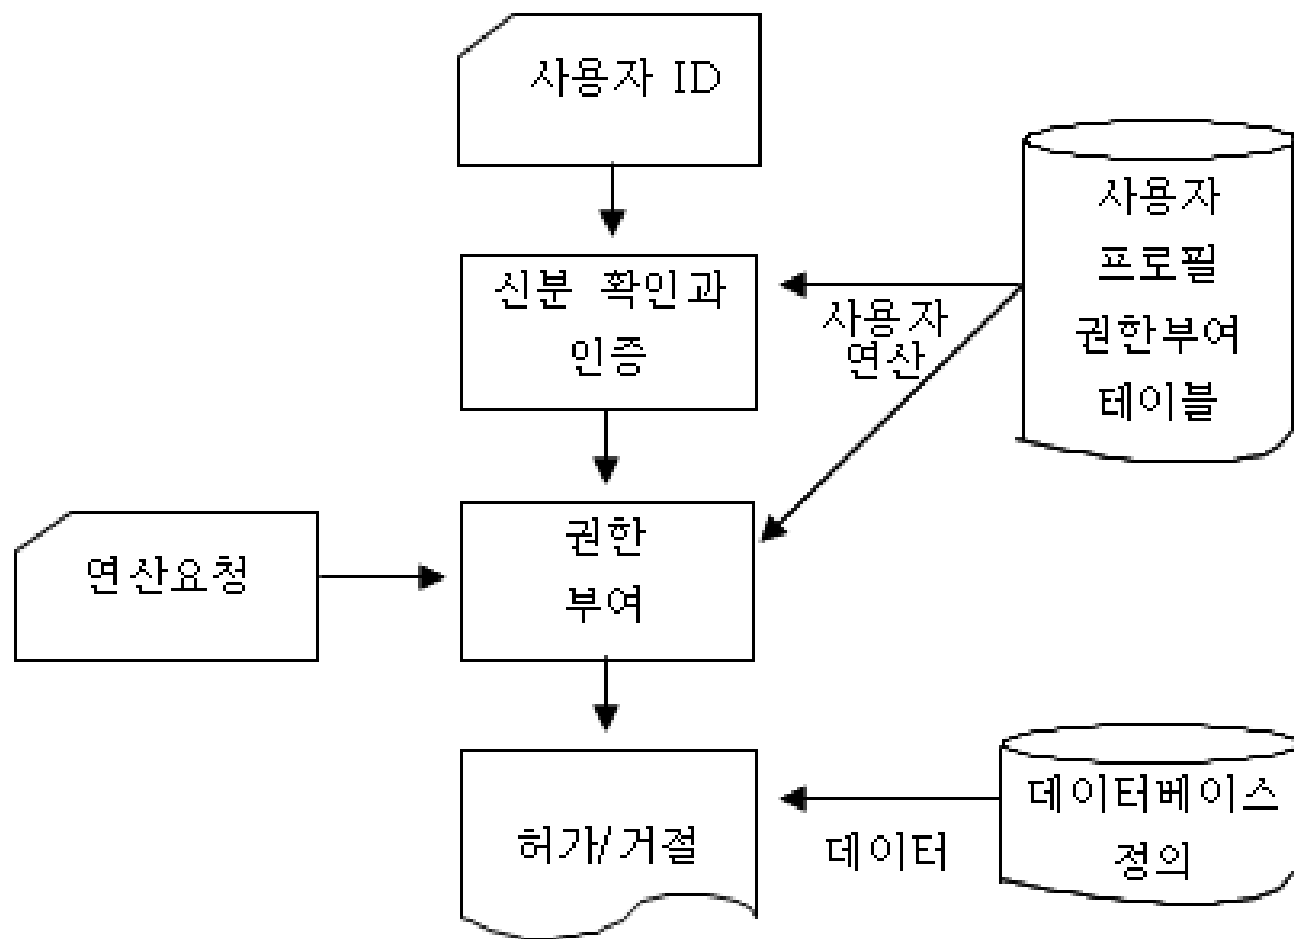 사용자 ID
사용자
프로필
권한부여
테이블
신분 확인과
인증
사용자
연산
권한
부여
연산요청
허가/거절
데이터
데이터베이스
정의